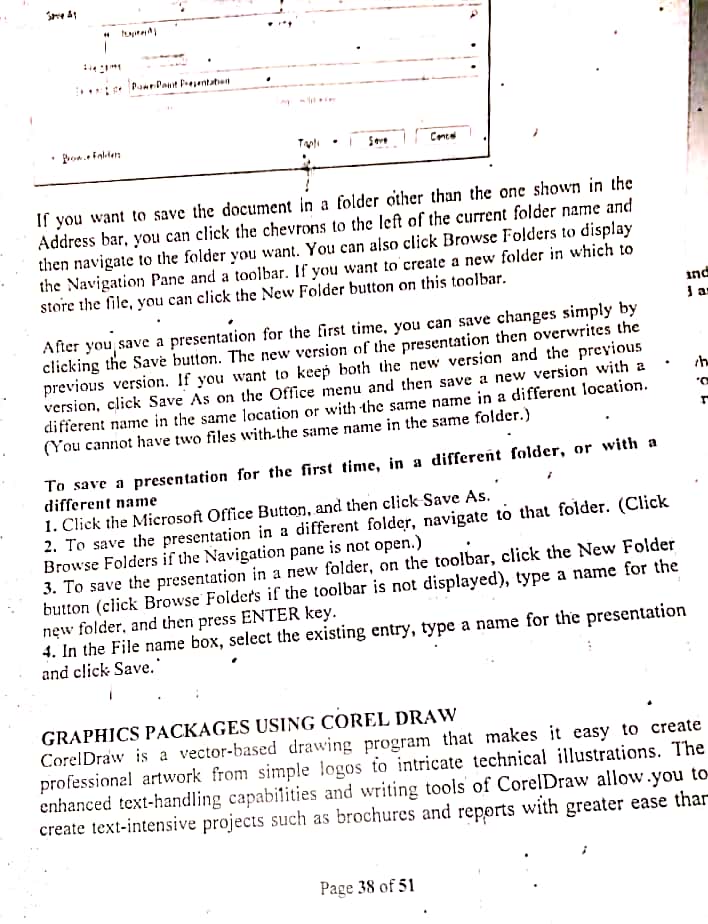 Save As
PowerPoint Presentation
Browse Folders
Tools
Save
Cancel
If you want to save the document in a folder other than the one shown in the
Address bar, you can click the chevrons to the left of the current folder name and
then navigate to the folder you want. You can also click Browse Folders to display
the Navigation Pane and a toolbar. If you want to create a new folder in which to
store the file, you can click the New Folder button on this toolbar.
After you save a presentation for the first time, you can save changes simply by
clicking the Save button. The new version of the presentation then overwrites the
previous version. If you want to keep both the new version and the previous
version, click Save As on the Office menu and then save a new version with a
different name in the same location or with the same name in a different location.
(You cannot have two files with the same name in the same folder.)
To save a presentation for the first time, in a different folder, or with a
different name
1. Click the Microsoft Office Button, and then click Save As.
2. To save the presentation in a different folder, navigate to that folder. (Click
Browse Folders if the Navigation pane is not open.)
3. To save the presentation in a new folder, on the toolbar, click the New Folder
button (click Browse Folders if the toolbar is not displayed), type a name for the
new folder, and then press ENTER key.
4. In the File name box, select the existing entry, type a name for the presentation
and click Save.
GRAPHICS PACKAGES USING COREL DRAW
CorelDraw is a vector-based drawing program that makes it easy to create
professional artwork from simple logos to intricate technical illustrations. The
enhanced text-handling capabilities and writing tools of CorelDraw allow you to
create text-intensive projects such as brochures and reports with greater ease than
Page 38 of 51